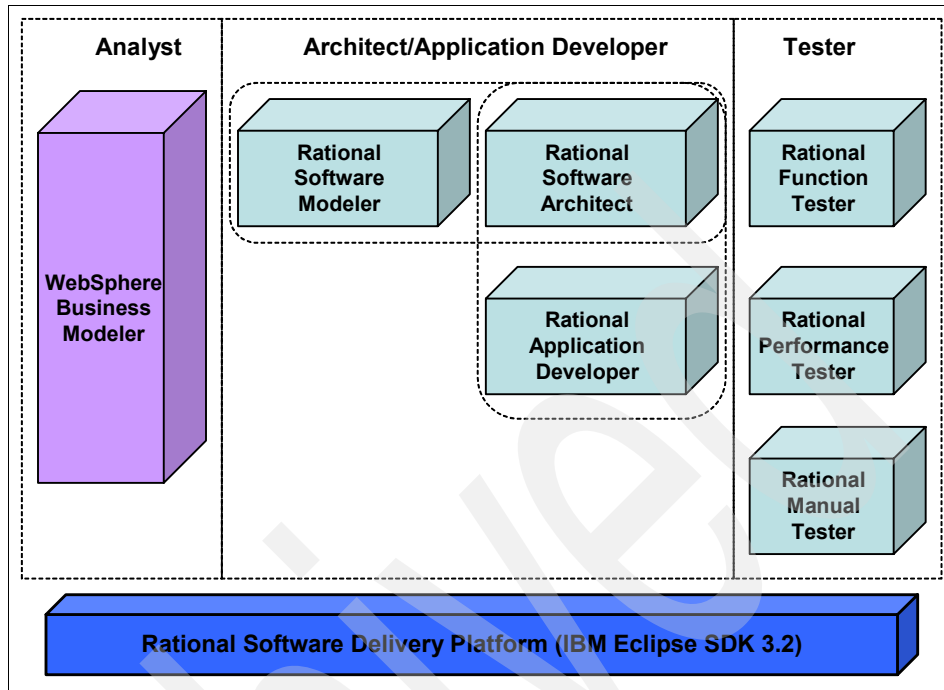 Analyst
Architect/Application Developer
Tester
WebSphere
Business
Modeler
Rational
Software
Modeler
Rational
Software
Architect
Rational
Application
Developer
Rational
Function
Tester
Rational
Performance
Tester
Rational
Manual
Tester
Rational Software Delivery Platform (IBM Eclipse SDK 3.2)